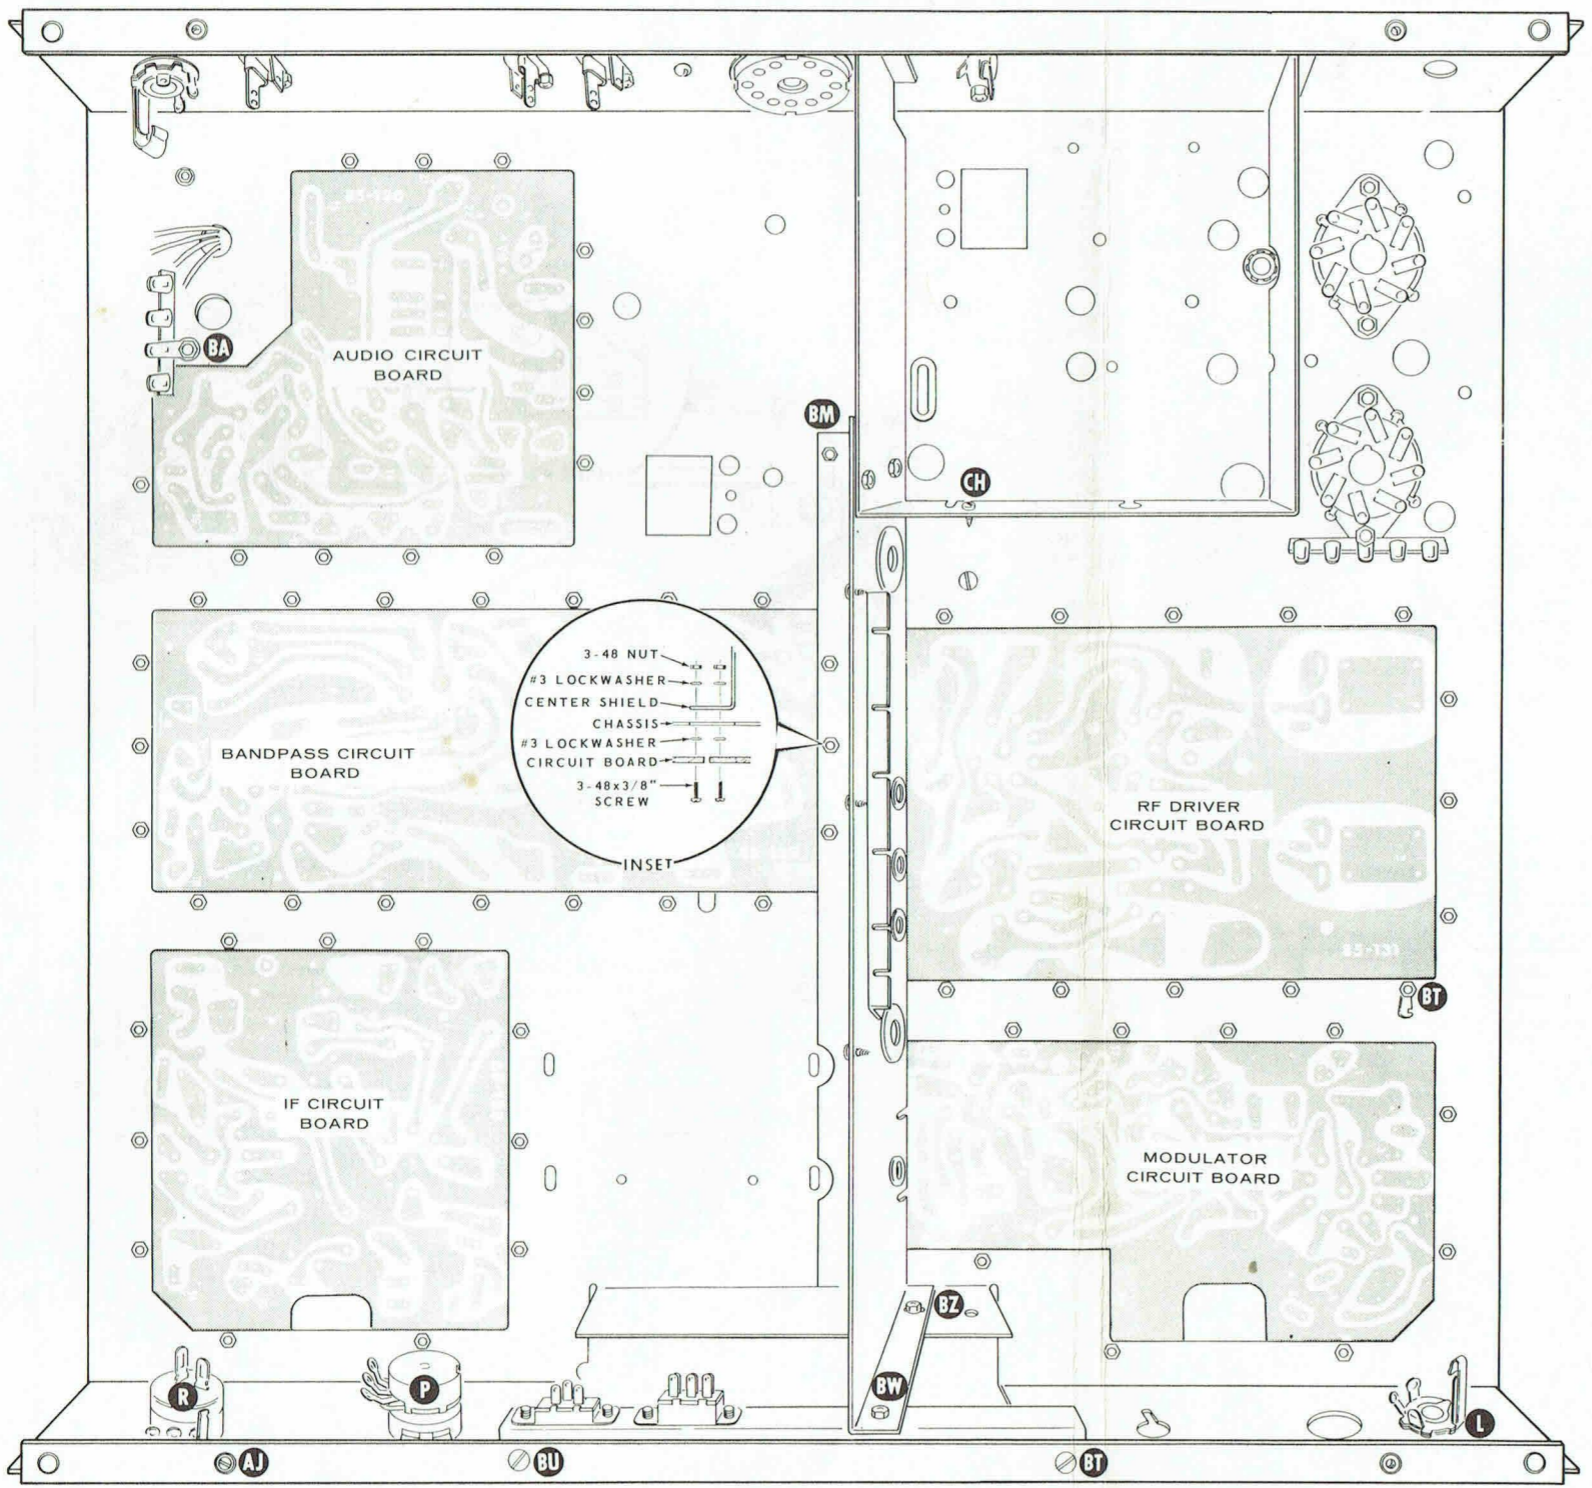 85-130
BA
AUDIO CIRCUIT
BOARD
BM
CH
3-48 NUT
#3 LOCKWASHER
CENTER SHIELD
CHASSIS
#3 LOCKWASHER
CIRCUIT BOARD
3-48x3/8"
SCREW
INSET
BANDPASS CIRCUIT
BOARD
RF DRIVER
CIRCUIT BOARD
85-131
BT
IF CIRCUIT
BOARD
MODULATOR
CIRCUIT BOARD
BZ
R
P
BW
L
AJ
BU
BT